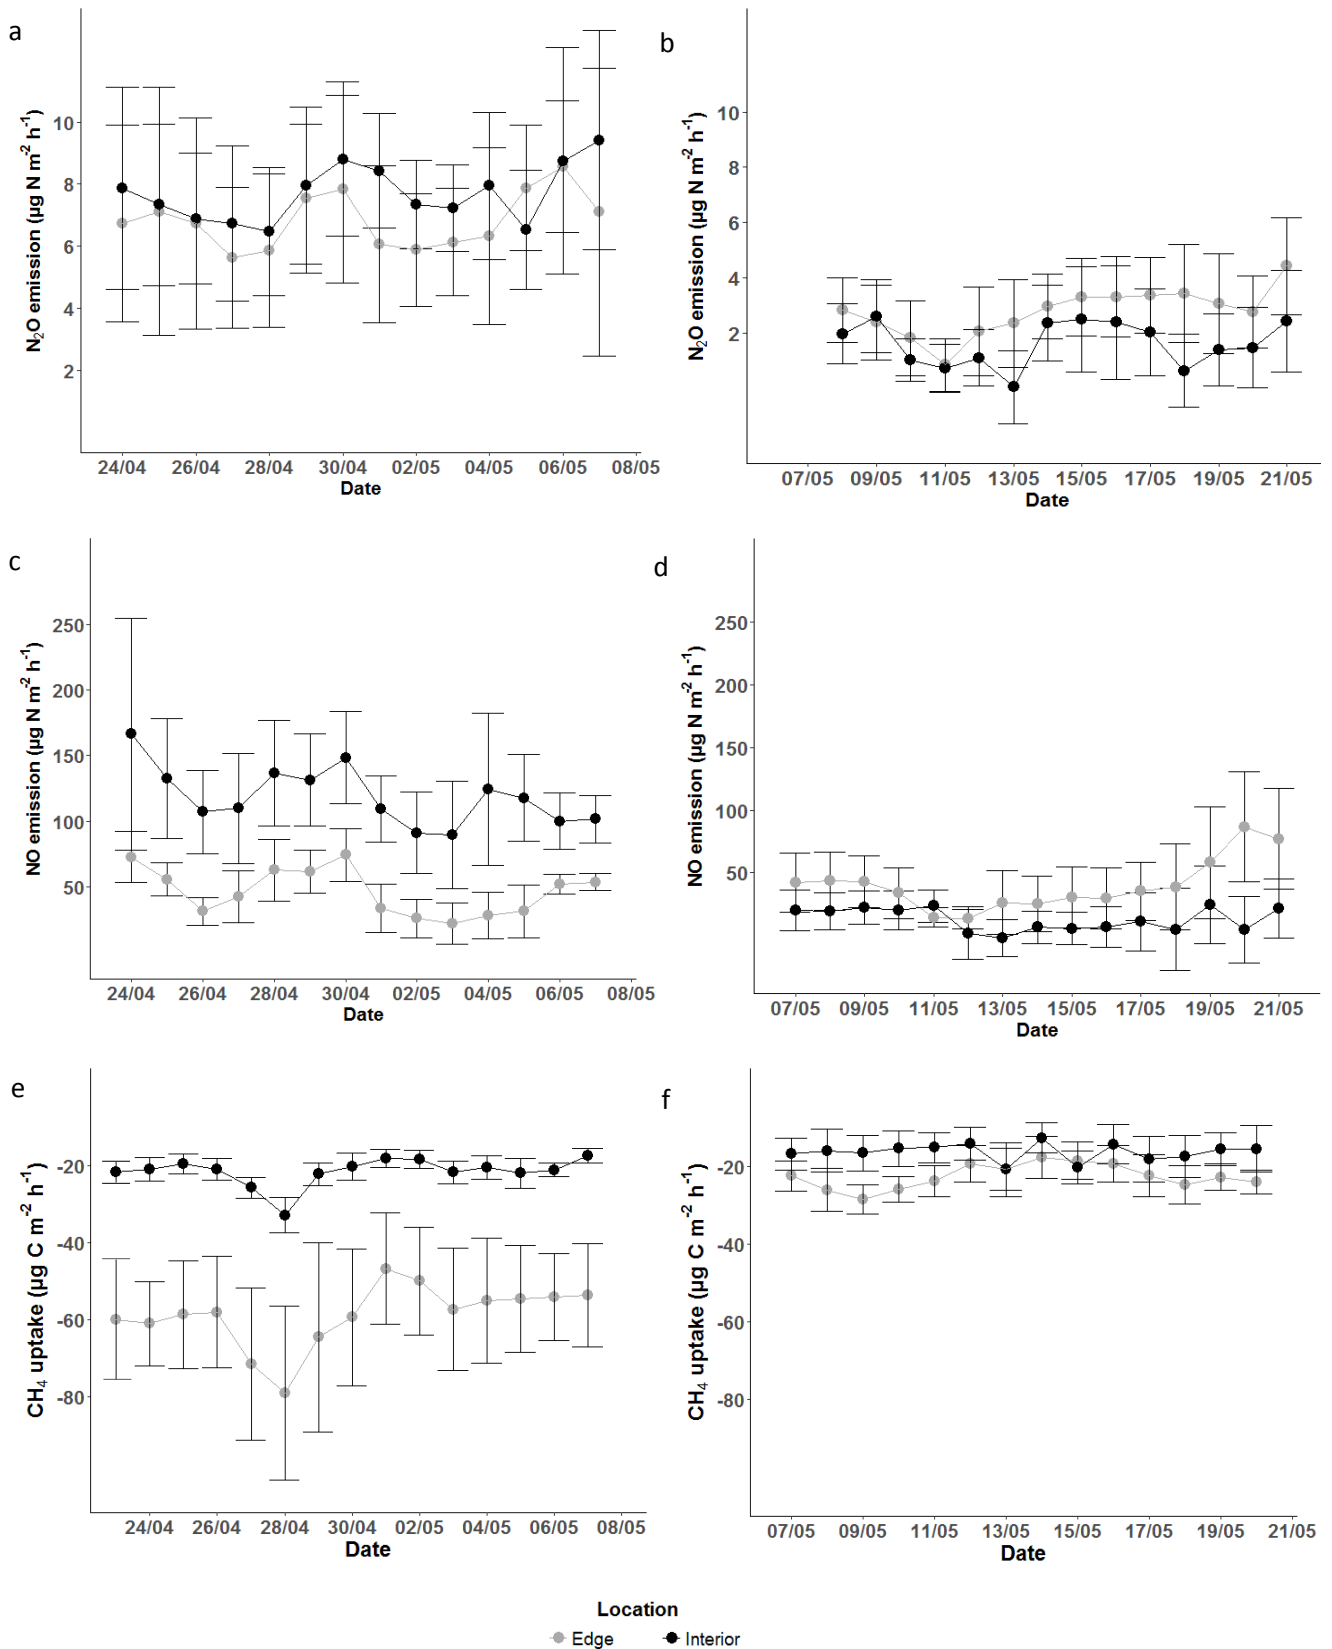 a
N₂O emission (µg N m⁻² h⁻¹)
10
8
6
4
2
24/04 26/04 28/04 30/04 02/05 04/05 06/05 08/05
Date
b
N₂O emission (µg N m⁻² h⁻¹)
10
8
6
4
2
07/05 09/05 11/05 13/05 15/05 17/05 19/05 21/05
Date
c
NO emission (µg N m⁻² h⁻¹)
250
200
150
100
50
24/04 26/04 28/04 30/04 02/05 04/05 06/05 08/05
Date
d
NO emission (µg N m⁻² h⁻¹)
250
200
150
100
50
07/05 09/05 11/05 13/05 15/05 17/05 19/05 21/05
Date
e
CH₄ uptake (µg C m⁻² h⁻¹)
-20
-40
-60
-80
24/04 26/04 28/04 30/04 02/05 04/05 06/05 08/05
Date
f
CH₄ uptake (µg C m⁻² h⁻¹)
-20
-40
-60
-80
07/05 09/05 11/05 13/05 15/05 17/05 19/05 21/05
Date
Location
Edge Interior